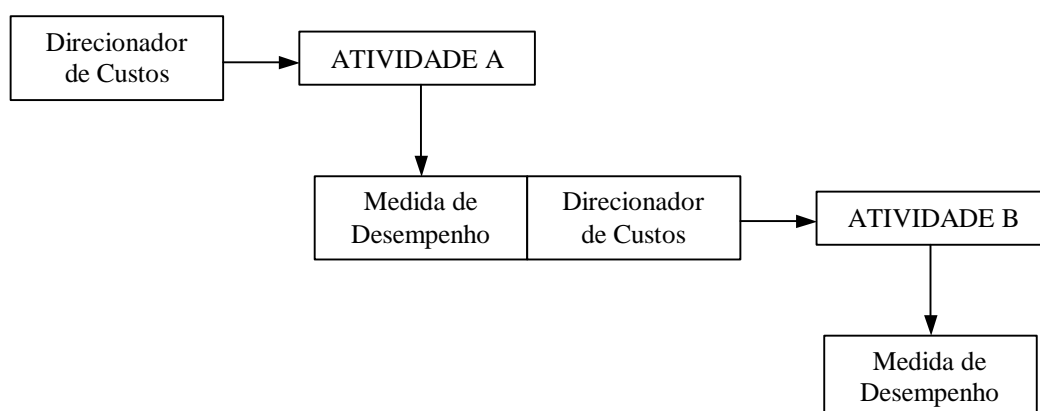 Direcionador
de Custos
ATIVIDADE A
Medida de
Desempenho
Direcionador
de Custos
ATIVIDADE B
Medida de
Desempenho